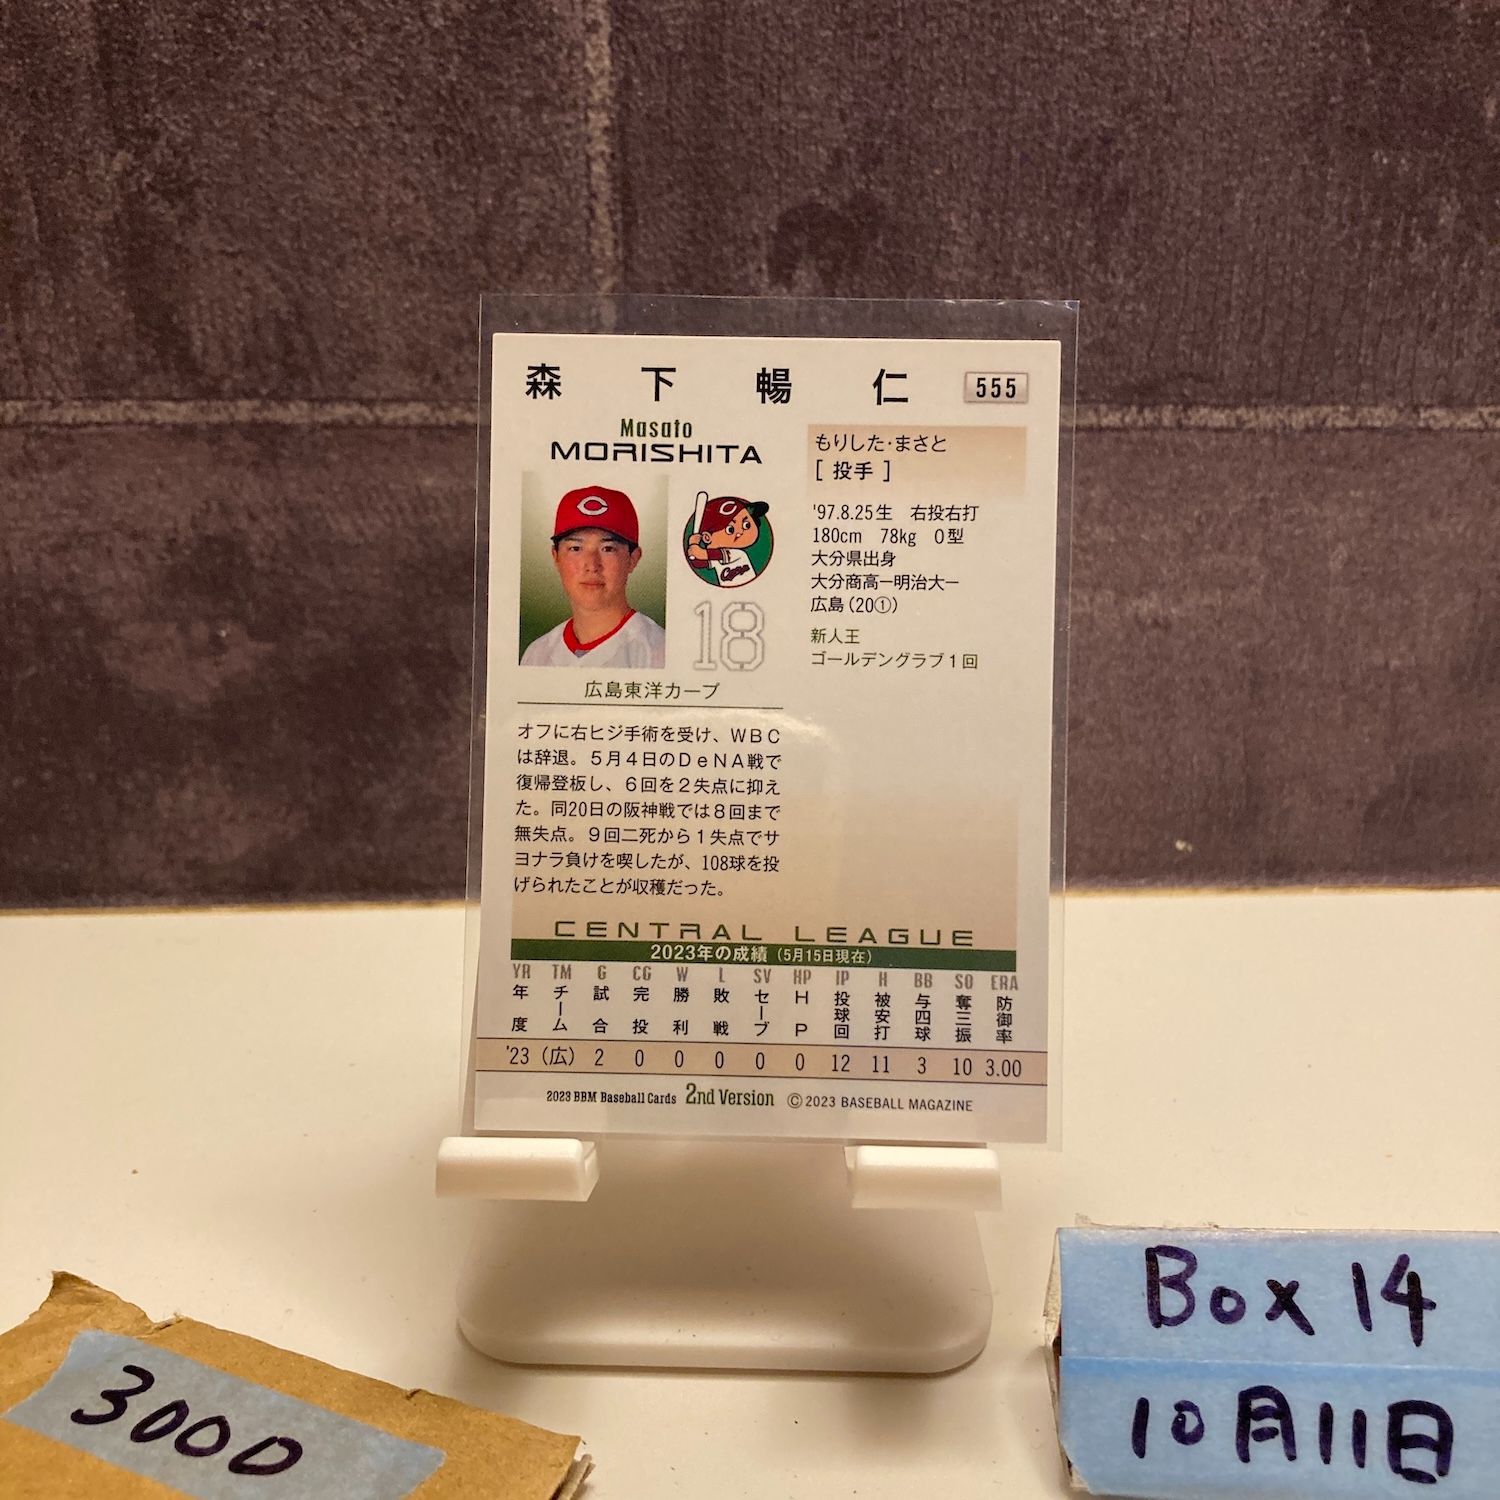 森下暢仁 555
Masato
MORISHITA
もりした・まさと
[ 投手 ]
'97.8.25生 右投右打
180cm 78kg O型
大分県出身
大分商高ー明治大ー
広島(20①)
新人王
ゴールデングラブ1回
18
広島東洋カープ
オフに右ヒジ手術を受け、WBC
は辞退。5月4日のDeNA戦で
復帰登板し、6回を2失点に抑え
た。同20日の阪神戦では8回まで
無失点。9回二死から1失点でサ
ヨナラ負けを喫したが、108球を投
げられたことが収穫だった。
CENTRAL LEAGUE
2023年の成績(5月15日現在)
YR TM G CG W L SV HP IP H BB SO ERA
年度 チーム 試合 完投 勝利 敗戦 セーブ HP 投球回 被安打 与四球 奪三振 防御率
'23 (広) 2 0 0 0 0 0 12 11 3 10 3.00
2023 BBM Baseball Cards 2nd Version ©2023 BASEBALL MAGAZINE
3000
Box 14
10月11日